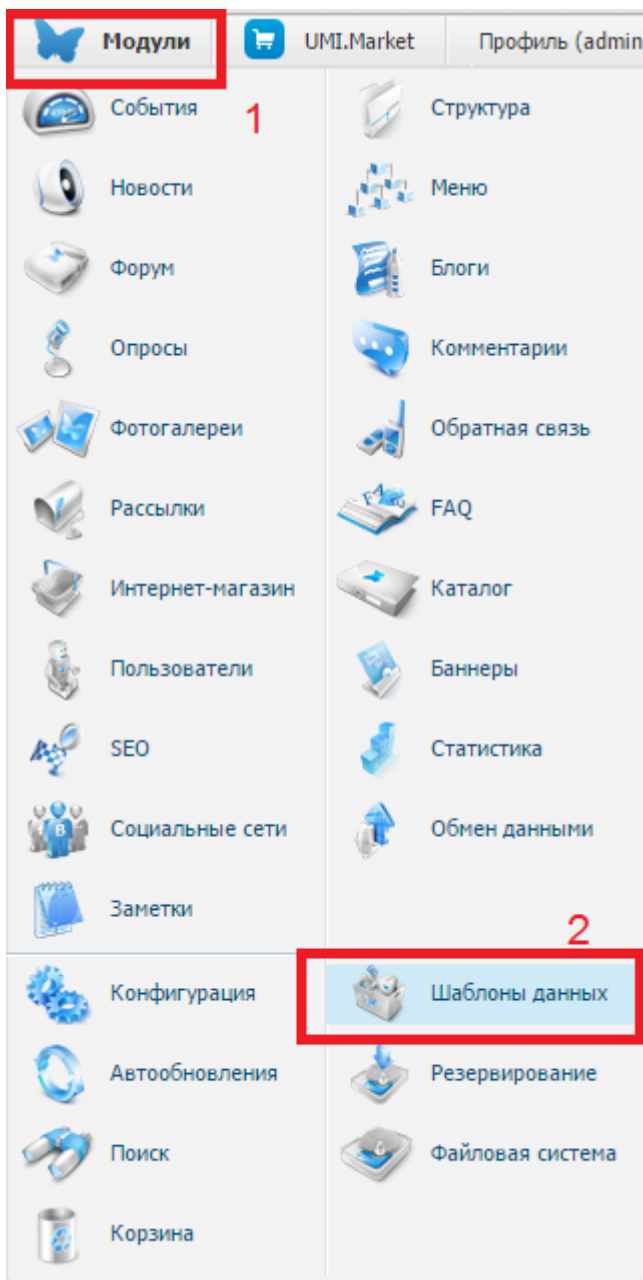 Модули UMI.Market Профиль (admin
События 1 Структура
Новости Меню
Форум Блоги
Опросы Комментарии
Фотогалереи Обратная связь
Рассылки FAQ
Интернет-магазин Каталог
Пользователи Баннеры
SEO Статистика
Социальные сети Обмен данными
Заметки
2
Конфигурация Шаблоны данных
Автообновления Резервирование
Поиск Файловая система
Корзина